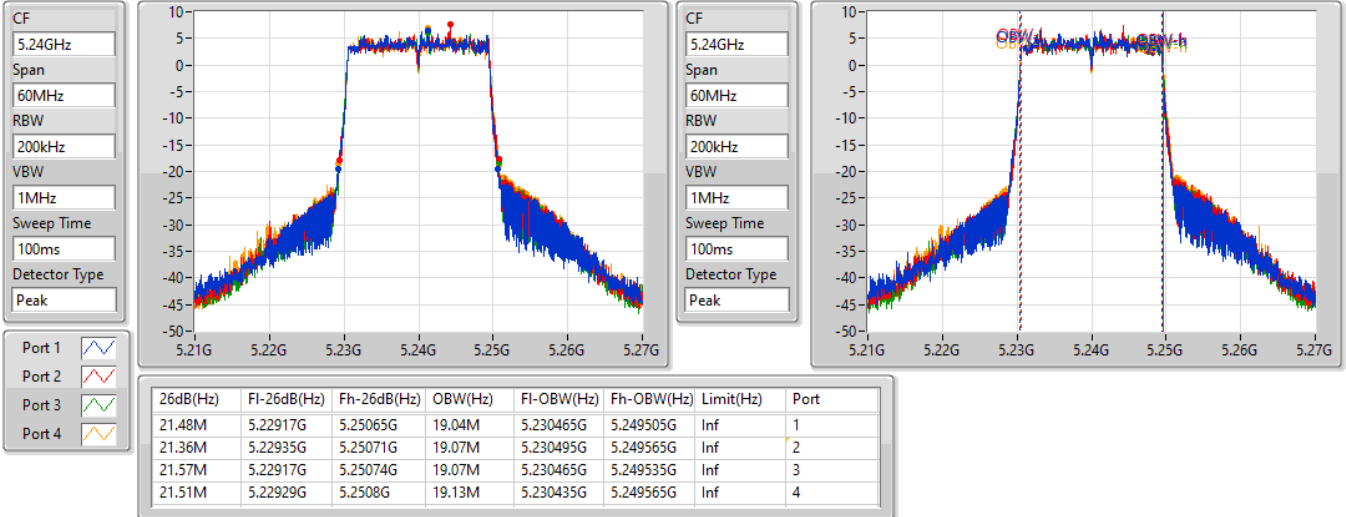 CF
5.24GHz
Span
60MHz
RBW
200kHz
VBW
1MHz
Sweep Time
100ms
Detector Type
Peak
10
5
0
-5
-10
-15
-20
-25
-30
-35
-40
-45
-50
5.21G 5.22G 5.23G 5.24G 5.25G 5.26G 5.27G
CF
5.24GHz
Span
60MHz
RBW
200kHz
VBW
1MHz
Sweep Time
100ms
Detector Type
Peak
10
5
0
-5
-10
-15
-20
-25
-30
-35
-40
-45
-50
OBW-l OBW-h
5.21G 5.22G 5.23G 5.24G 5.25G 5.26G 5.27G
Port 1
Port 2
Port 3
Port 4
26dB(Hz) Fl-26dB(Hz) Fh-26dB(Hz) OBW(Hz) Fl-OBW(Hz) Fh-OBW(Hz) Limit(Hz) Port
21.48M 5.22917G 5.25065G 19.04M 5.230465G 5.249505G Inf 1
21.36M 5.22935G 5.25071G 19.07M 5.230495G 5.249565G Inf 2
21.57M 5.22917G 5.25074G 19.07M 5.230465G 5.249535G Inf 3
21.51M 5.22929G 5.2508G 19.13M 5.230435G 5.249565G Inf 4